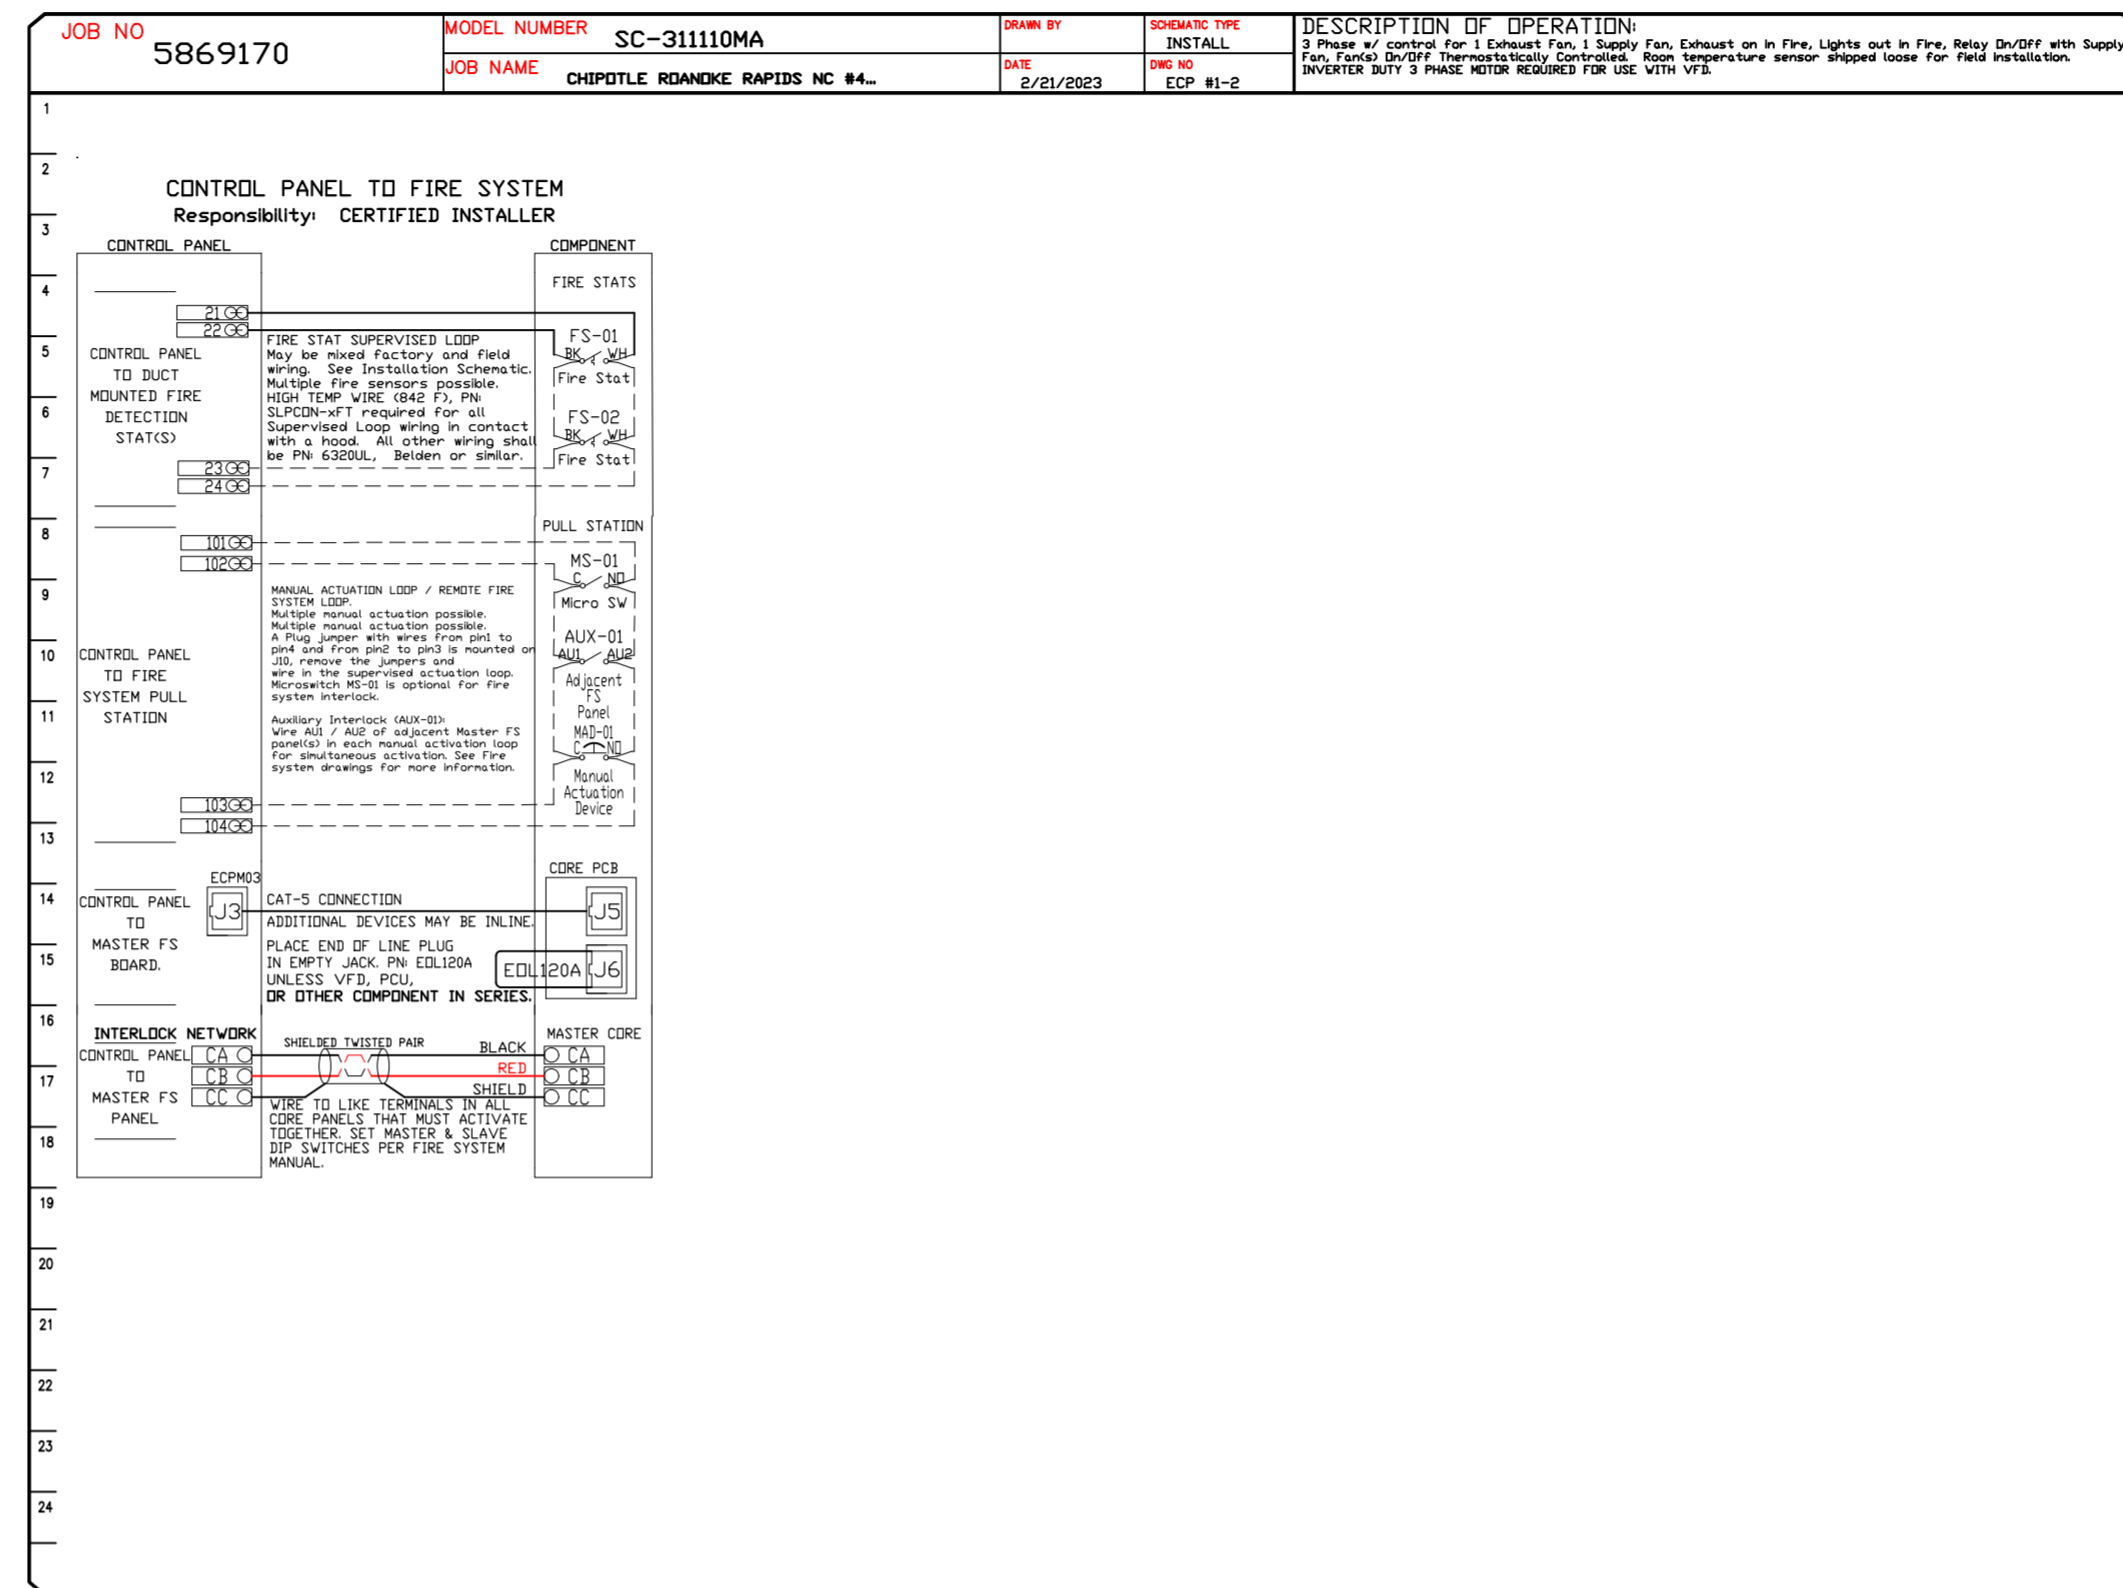 JOB NO
5869170
MODEL NUMBER
SC-311110MA
JOB NAME
CHIPOTLE ROANOKE RAPIDS NC #4...
DRAWN BY
DATE
2/21/2023
SCHEMATIC TYPE
INSTALL
DWG NO
ECP #1-2
DESCRIPTION OF OPERATION:
3 Phase w/ control for 1 Exhaust Fan, 1 Supply Fan, Exhaust on in Fire, Lights out in Fire, Relay On/Off with Supply
Fan, Fan(s) On/Off Thermostatically Controlled. Room temperature sensor shipped loose for field installation.
INVERTER DUTY 3 PHASE MOTOR REQUIRED FOR USE WITH VFD.
1
2
3
4
5
6
7
8
9
10
11
12
13
14
15
16
17
18
19
20
21
22
23
24
CONTROL PANEL TO FIRE SYSTEM
Responsibility: CERTIFIED INSTALLER
CONTROL PANEL
COMPONENT
21
22
CONTROL PANEL
TO DUCT
MOUNTED FIRE
DETECTION
STAT(S)
23
24
FIRE STAT SUPERVISED LOOP
May be mixed factory and field
wiring. See Installation Schematic.
Multiple fire sensors possible.
HIGH TEMP WIRE (842 F), PN:
SLPCON-xFT required for all
Supervised Loop wiring in contact
with a hood. All other wiring shall
be PN: 6320UL, Belden or similar.
FIRE STATS
FS-01
BK WH
Fire Stat
FS-02
BK WH
Fire Stat
101
102
CONTROL PANEL
TO FIRE
SYSTEM PULL
STATION
103
104
MANUAL ACTUATION LOOP / REMOTE FIRE
SYSTEM LOOP.
Multiple manual actuation possible.
Multiple manual actuation possible.
A Plug jumper with wires from pin1 to
pin4 and from pin2 to pin3 is mounted on
J10, remove the jumpers and
wire in the supervised actuation loop.
Microswitch MS-01 is optional for fire
system interlock.
Auxiliary Interlock (AUX-01):
Wire AU1 / AU2 of adjacent Master FS
panel(s) in each manual activation loop
for simultaneous activation. See Fire
system drawings for more information.
PULL STATION
MS-01
C NO
Micro SW
AUX-01
AU1 AU2
Adjacent
FS
Panel
MAD-01
C NO
Manual
Actuation
Device
ECPM03
J3
CONTROL PANEL
TO
MASTER FS
BOARD.
CAT-5 CONNECTION
ADDITIONAL DEVICES MAY BE INLINE.
PLACE END OF LINE PLUG
IN EMPTY JACK. PN: EOL120A
UNLESS VFD, PCU,
OR OTHER COMPONENT IN SERIES.
CORE PCB
J5
EOL120A
J6
INTERLOCK NETWORK
CONTROL PANEL
TO
MASTER FS
PANEL
CA
CB
CC
SHIELDED TWISTED PAIR
BLACK
RED
SHIELD
WIRE TO LIKE TERMINALS IN ALL
CORE PANELS THAT MUST ACTIVATE
TOGETHER. SET MASTER & SLAVE
DIP SWITCHES PER FIRE SYSTEM
MANUAL.
MASTER CORE
CA
CB
CC